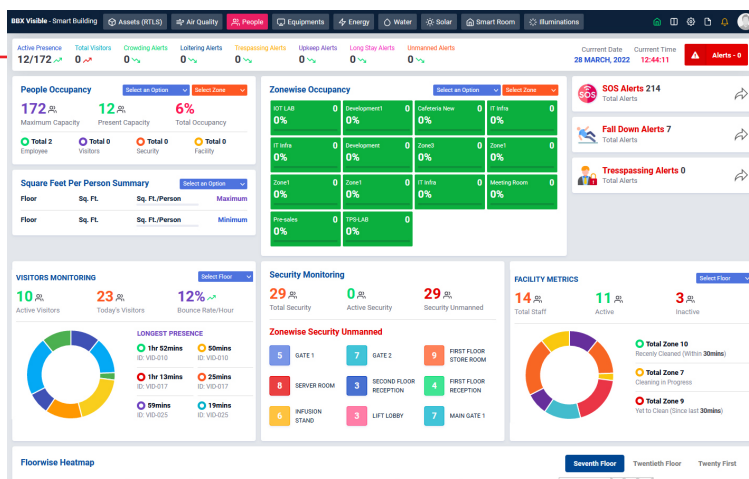 BBX Visible - Smart Building Assets (RTLS) Air Quality People Equipments Energy Water Solar Smart Room Illuminations
Active Presence Total Visitors Crowding Alerts Loitering Alerts Trespassing Alerts Upkeep Alerts Long Stay Alerts Unmanned Alerts Currrent Date Current Time
12/172 0 0 0 0 0 0 0 28 MARCH, 2022 12:44:11 Alerts - 0
People Occupancy Select an Option Select Zone
172 12 6%
Maximum Capacity Present Capacity Total Occupancy
Total 2 Total 0 Total 0 Total 0
Employee Visitors Security Facility
Square Feet Per Person Summary Select an Option
Floor Sq. Ft. Sq. Ft./Person Maximum
Floor Sq. Ft. Sq. Ft./Person Minimum
Zonewise Occupancy Select an Option Select Zone
IOT LAB 0 Development1 0 Cafeteria New 0 IT Infra 0
0% 0% 0% 0%
IT Infra 0 Development 0 Zone3 0 Zone1 0
0% 0% 0% 0%
Zone1 0 Zone1 0 IT Infra 0 Meeting Room 0
0% 0% 0% 0%
Pre-sales 0 TPS-LAB 0
0% 0%
SOS SOS Alerts 214
Total Alerts
Fall Down Alerts 7
Total Alerts
Tresspassing Alerts 0
Total Alerts
VISITORS MONITORING Select Floor
10 23 12%
Active Visitors Today's Visitors Bounce Rate/Hour
LONGEST PRESENCE
1hr 52mins 50mins
ID: VID-010 ID: VID-010
1hr 13mins 25mins
ID: VID-017 ID: VID-017
59mins 19mins
ID: VID-025 ID: VID-025
Security Monitoring
29 0 29
Total Security Active Security Security Unmanned
Zonewise Security Unmanned
5 GATE 1 7 GATE 2 9 FIRST FLOOR STORE ROOM
8 SERVER ROOM 3 SECOND FLOOR RECEPTION 4 FIRST FLOOR RECEPTION
6 INFUSION STAND 3 LIFT LOBBY 7 MAIN GATE 1
FACILITY METRICS Select Floor
14 11 3
Total Staff Active Inactive
Total Zone 10
Recenly Cleaned (Within 30mins)
Total Zone 7
Cleaning in Progress
Total Zone 9
Yet to Clean (Since last 30mins)
Floorwise Heatmap Seventh Floor Twentieth Floor Twenty First